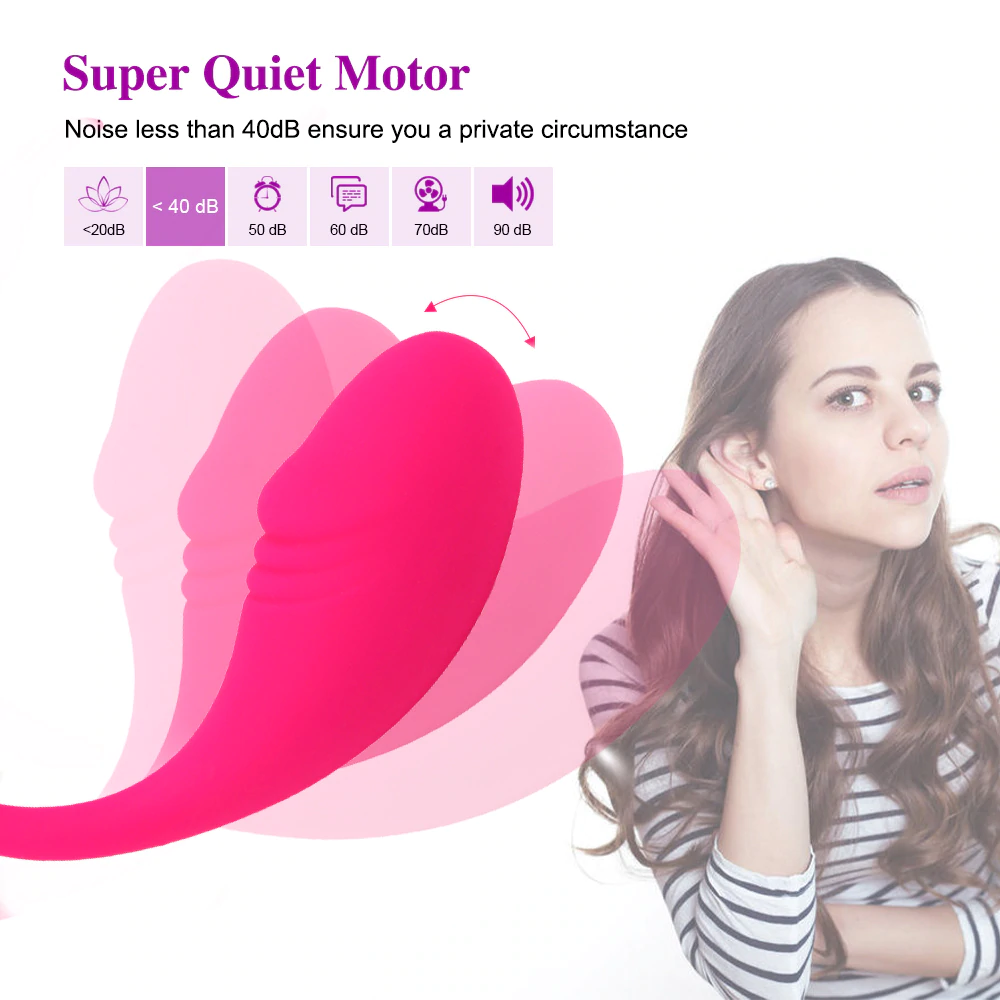 Super Quiet Motor
Noise less than 40dB ensure you a private circumstance
<20dB
< 40 dB
50 dB
60 dB
70dB
90 dB